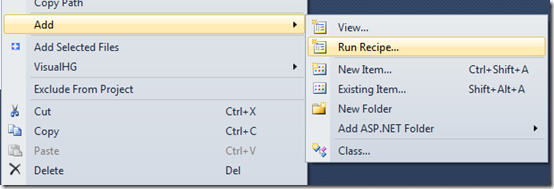 Copy Path
Add
Add Selected Files
VisualHG
Exclude From Project
Cut Ctrl+X
Copy Ctrl+C
Paste Ctrl+V
Delete Del
View...
Run Recipe...
New Item... Ctrl+Shift+A
Existing Item... Shift+Alt+A
New Folder
Add ASP.NET Folder
Class...